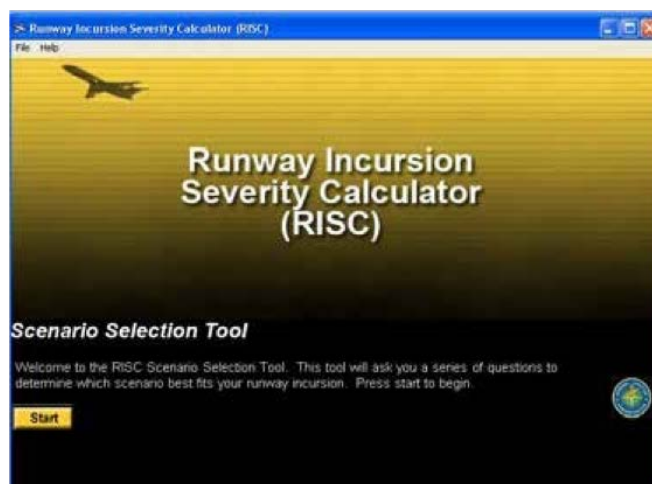 Runway Incursion Severity Calculator (RISC)
File Help
Runway Incursion
Severity Calculator
(RISC)
Scenario Selection Tool
Welcome to the RISC Scenario Selection Tool. This tool will ask you a series of questions to
determine which scenario best fits your runway incursion. Press start to begin.
Start